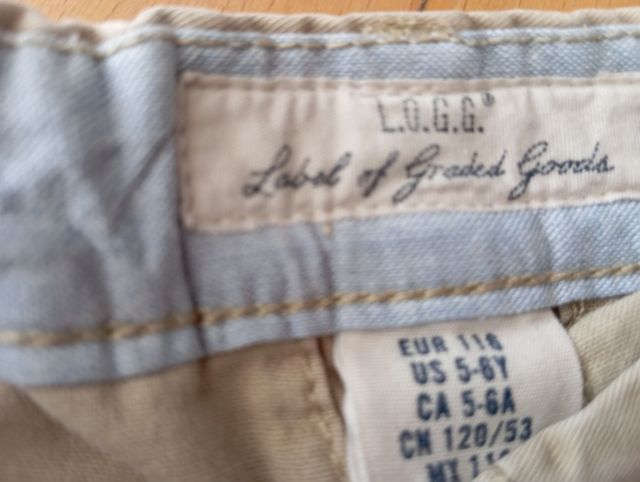 L.O.G.G.®
Label of Graded Goods
EUR 116
US 5-6Y
CA 5-6A
CN 120/53